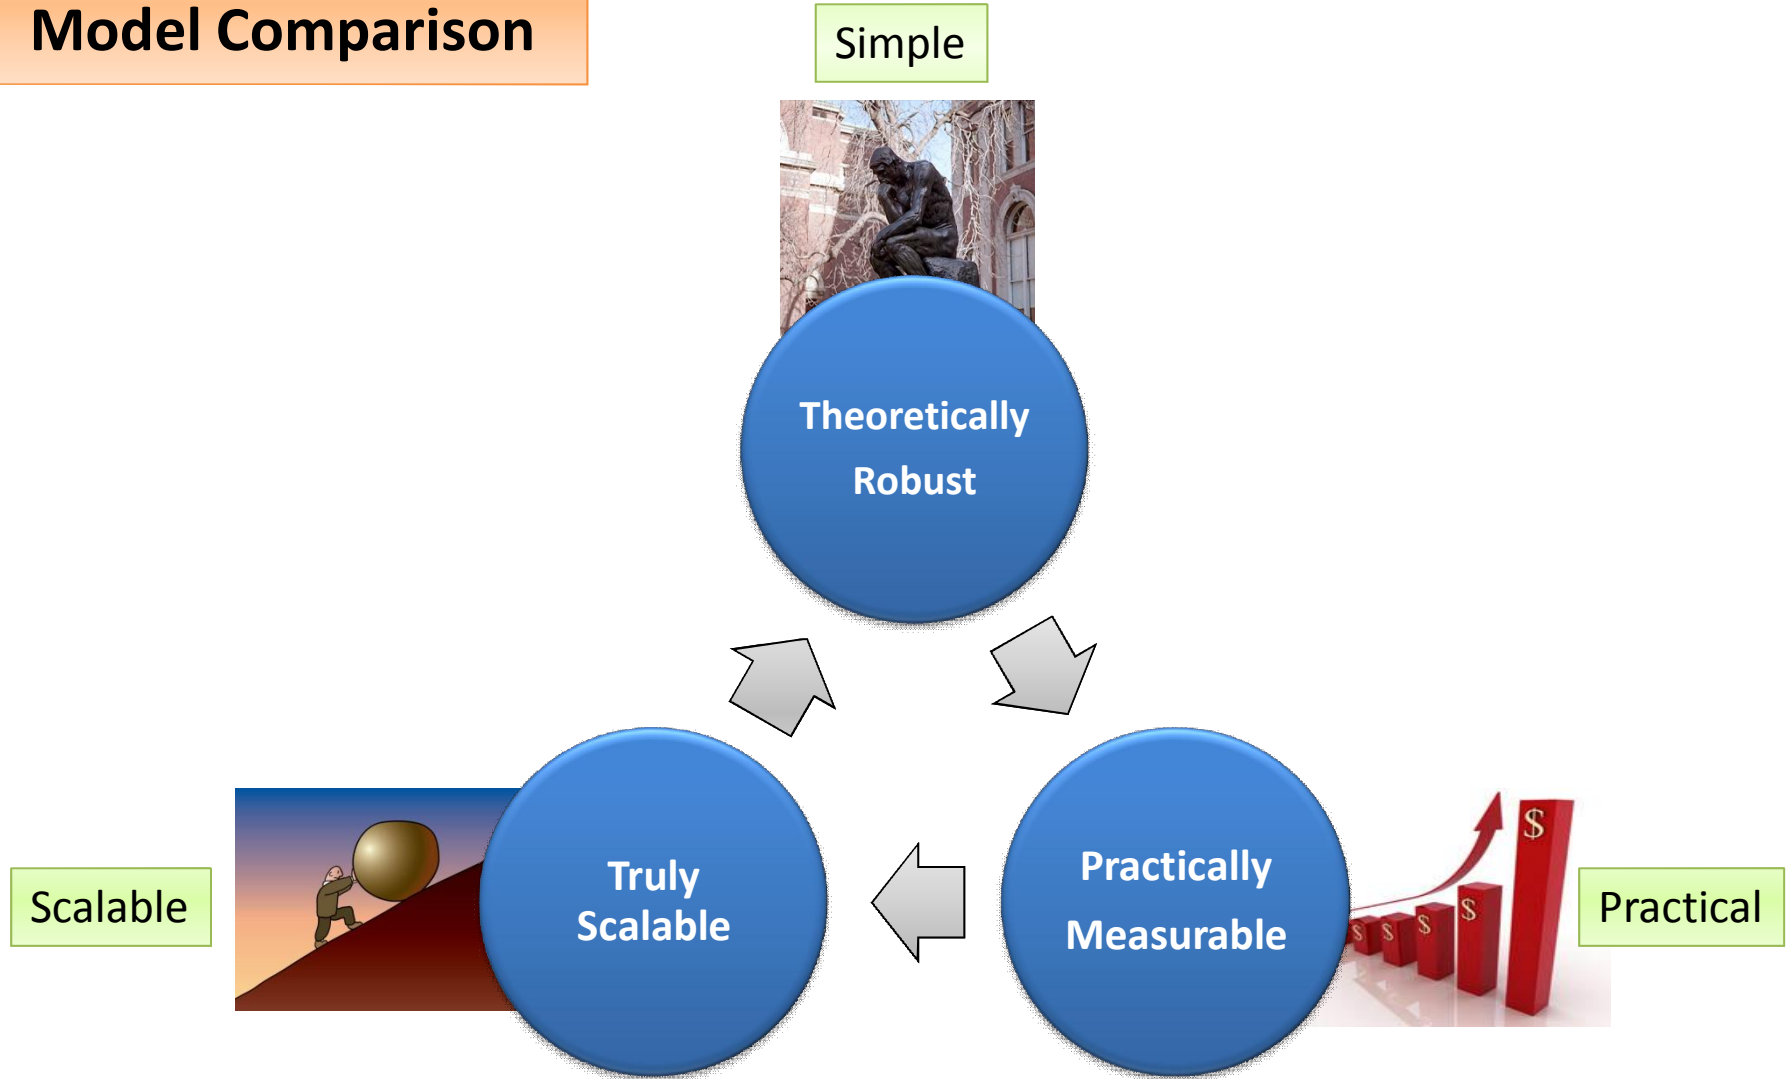 Model Comparison
Simple
Theoretically
Robust
Truly
Scalable
Scalable
Practically
Measurable
$
$
$
$
$
Practical